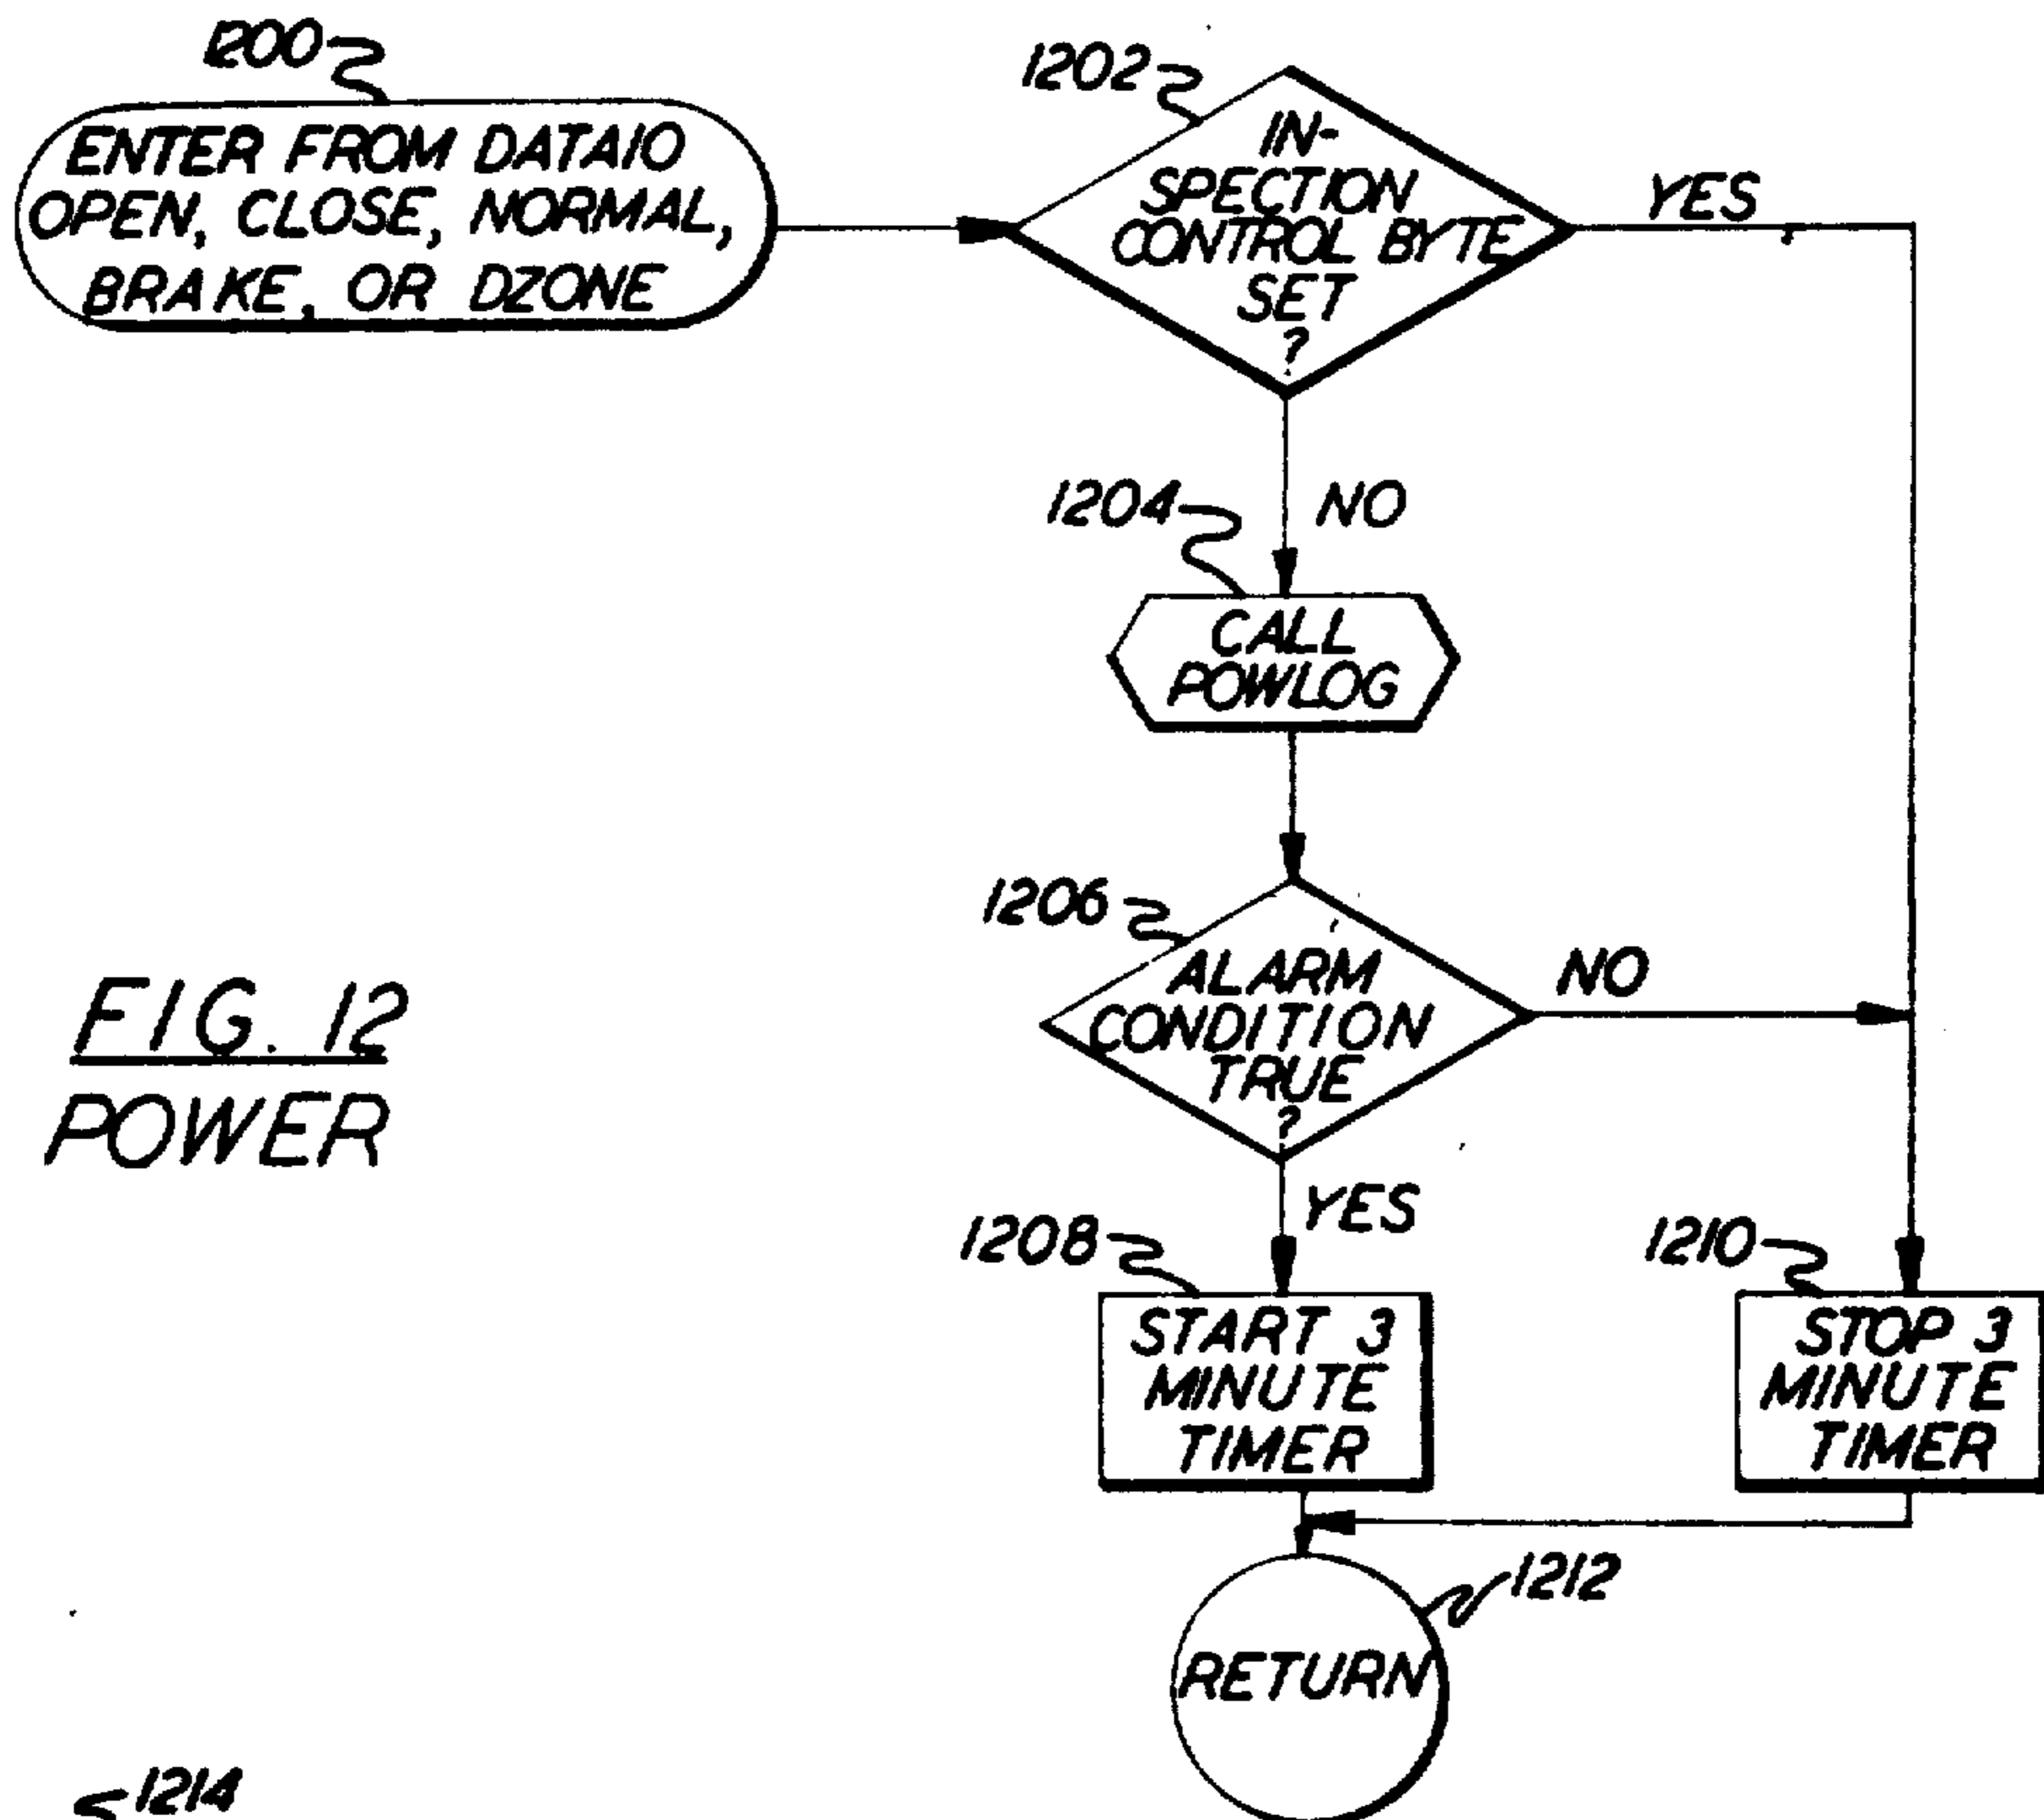 1200
ENTER FROM DATAIO
OPEN, CLOSE, NORMAL,
BRAKE, OR DZONE
1202
IN-
SPECTION
CONTROL BYTE
SET
?
YES
NO
1204
CALL
POWLOG
1206
ALARM
CONDITION
TRUE
?
NO
YES
FIG. 12
POWER
1208
START 3
MINUTE
TIMER
1210
STOP 3
MINUTE
TIMER
1212
RETURN
1214